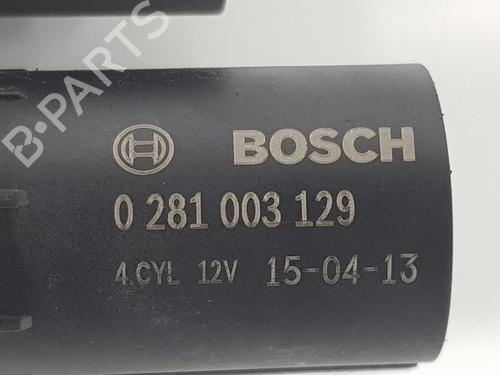 B-PARTS
BOSCH
0 281 003 129
4.CYL 12V 15-04-13